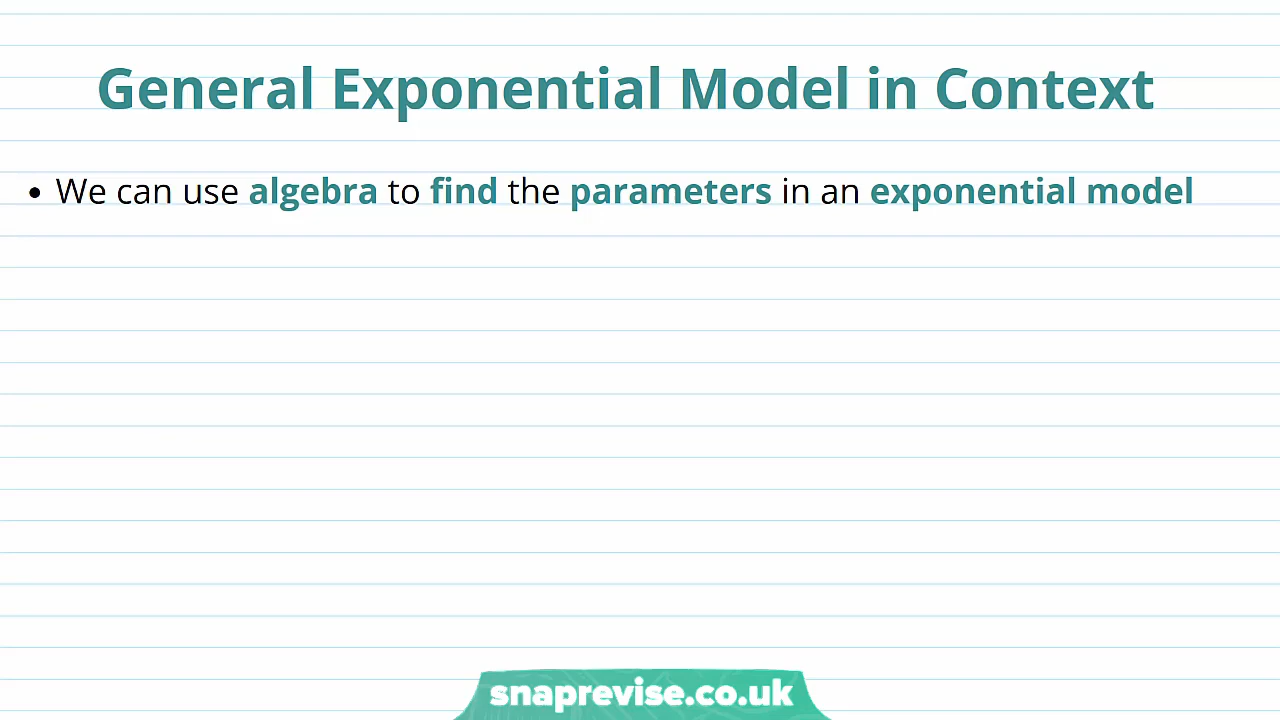 General Exponential Model in Context
• We can use algebra to find the parameters in an exponential model
snaprevise.co.uk